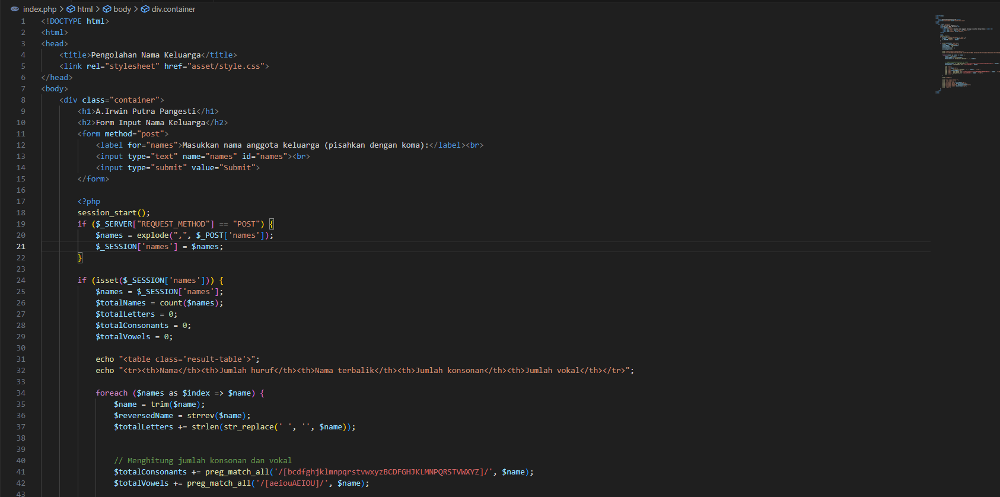 index.php > html > body > div.container
1 <!DOCTYPE html>
2 <html>
3 <head>
4     <title>Pengolahan Nama Keluarga</title>
5     <link rel="stylesheet" href="asset/style.css">
6 </head>
7 <body>
8     <div class="container">
9         <h1>A.Irwin Putra Pangesti</h1>
10         <h2>Form Input Nama Keluarga</h2>
11         <form method="post">
12             <label for="names">Masukkan nama anggota keluarga (pisahkan dengan koma):</label><br>
13             <input type="text" name="names" id="names"><br>
14             <input type="submit" value="Submit">
15         </form>
16
17         <?php
18         session_start();
19         if ($_SERVER["REQUEST_METHOD"] == "POST") {
20             $names = explode(",", $_POST['names']);
21             $_SESSION['names'] = $names;
22         }
23
24         if (isset($_SESSION['names'])) {
25             $names = $_SESSION['names'];
26             $totalNames = count($names);
27             $totalLetters = 0;
28             $totalConsonants = 0;
29             $totalVowels = 0;
30
31             echo "<table class='result-table'>";
32             echo "<tr><th>Nama</th><th>Jumlah huruf</th><th>Nama terbalik</th><th>Jumlah konsonan</th><th>Jumlah vokal</th></tr>";
33
34             foreach ($names as $index => $name) {
35                 $name = trim($name);
36                 $reversedName = strrev($name);
37                 $totalLetters += strlen(str_replace(' ', '', $name));
38
39
40                 // Menghitung jumlah konsonan dan vokal
41                 $totalConsonants += preg_match_all('/[bcdfghjklmnpqrstvwxyzBCDFGHJKLMNPQRSTVWXYZ]/', $name);
42                 $totalVowels += preg_match_all('/[aeiouAEIOU]/', $name);
43